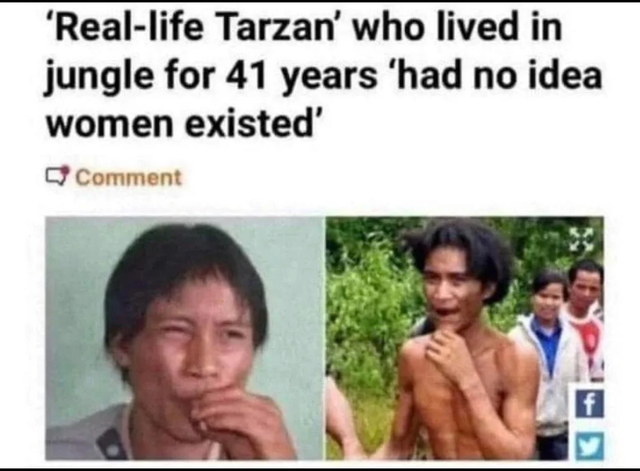 ‘Real-life Tarzan’ who lived in
jungle for 41 years ‘had no idea
women existed’
Comment
f